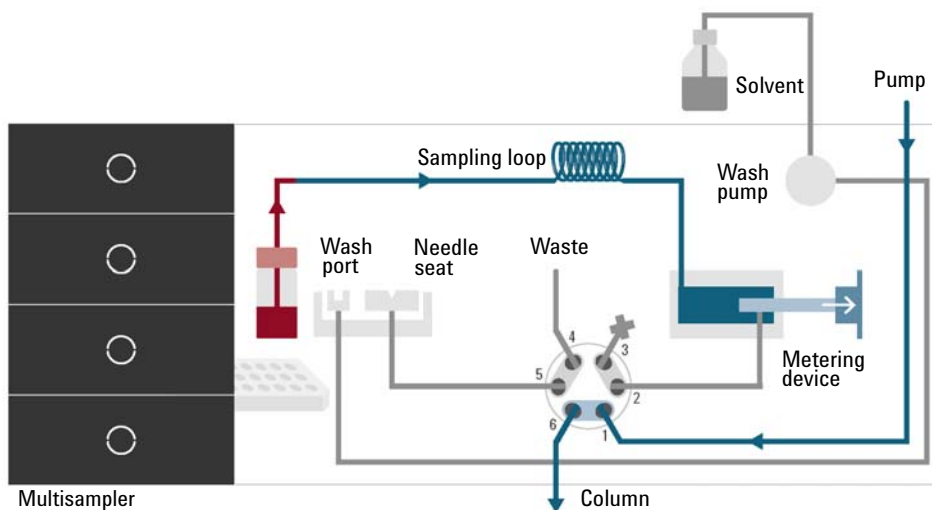 Solvent
Pump
Sampling loop
Wash
pump
Wash
port
Needle
seat
Waste
4
3
5
2
6
1
Metering
device
Multisampler
Column